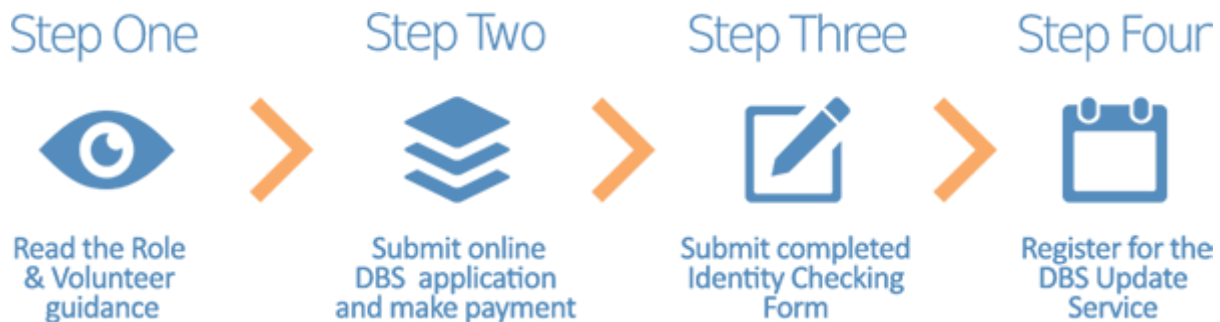 Step One
Read the Role
& Volunteer
guidance
Step Two
Submit online
DBS application
and make payment
Step Three
Submit completed
Identity Checking
Form
Step Four
Register for the
DBS Update
Service